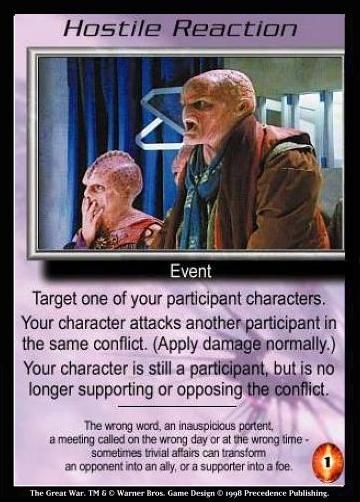 Hostile Reaction
Event
Target one of your participant characters.
Your character attacks another participant in
the same conflict. (Apply damage normally.)
Your character is still a participant, but is no
longer supporting or opposing the conflict.
The wrong word, an inauspicious portent,
a meeting called on the wrong day or at the wrong time -
sometimes trivial affairs can transform
an opponent into an ally, or a supporter into a foe.
1
The Great War. TM & © Warner Bros. Game Design © 1998 Precedence Publishing.